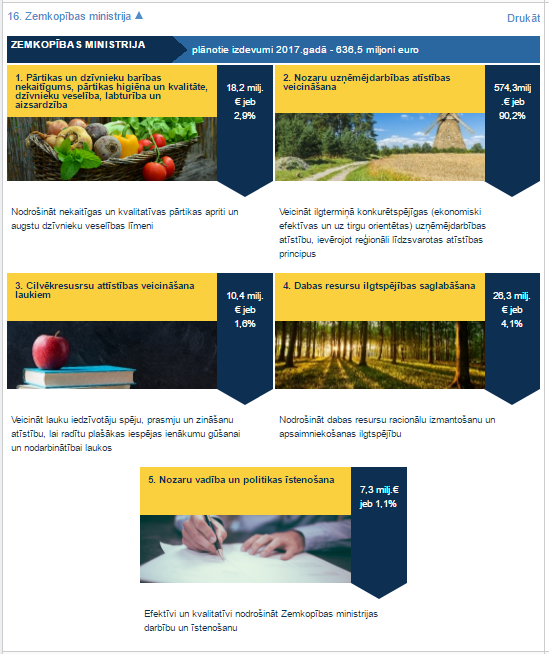 16. Zemkopības ministrija
Drukāt
ZEMKOPĪBAS MINISTRIJA
plānotie izdevumi 2017.gadā - 636,5 miljoni euro
1. Pārtikas un dzīvnieku barības
nekaitīgums, pārtikas higiēna un kvalitāte,
dzīvnieku veselība, labturība un
aizsardzība
18,2 milj.
€ jeb
2,9%
2. Nozaru uzņēmējdarbības atīstības
veicināšana
574,3milj
.€ jeb
90,2%
Nodrošināt nekaitīgas un kvalitatīvas pārtikas apriti un
augstu dzīvnieku veselības līmeni
Veicināt ilgtermiņā konkurētspējīgas (ekonomiski
efektīvas un uz tirgu orientētas) uzņēmējdarbības
atīstību, ievērojot reģionāli līdzsvarotas atīstības
principus
3. Cilvēkresusrsu attīstības veicināšana
laukiem
10,4 milj.
€ jeb
1,6%
4. Dabas resursu ilgtspējības saglabāšana
26,3 milj.
€ jeb
4,1%
Veicināt lauku iedzīvotāju spēju, prasmju un zināšanu
atīstību, lai radītu plašākas iespējas ienākumu gūšanai
un nodarbinātībai laukos
Nodrošināt dabas resursu racionālu izmantošanu un
apsaimniekošanas ilgtspējību
5. Nozaru vadība un politikas īstenošana
7,3 milj.€
jeb 1,1%
Efektīvi un kvalitatīvi nodrošināt Zemkopības ministrijas
darbību un īstenošanu